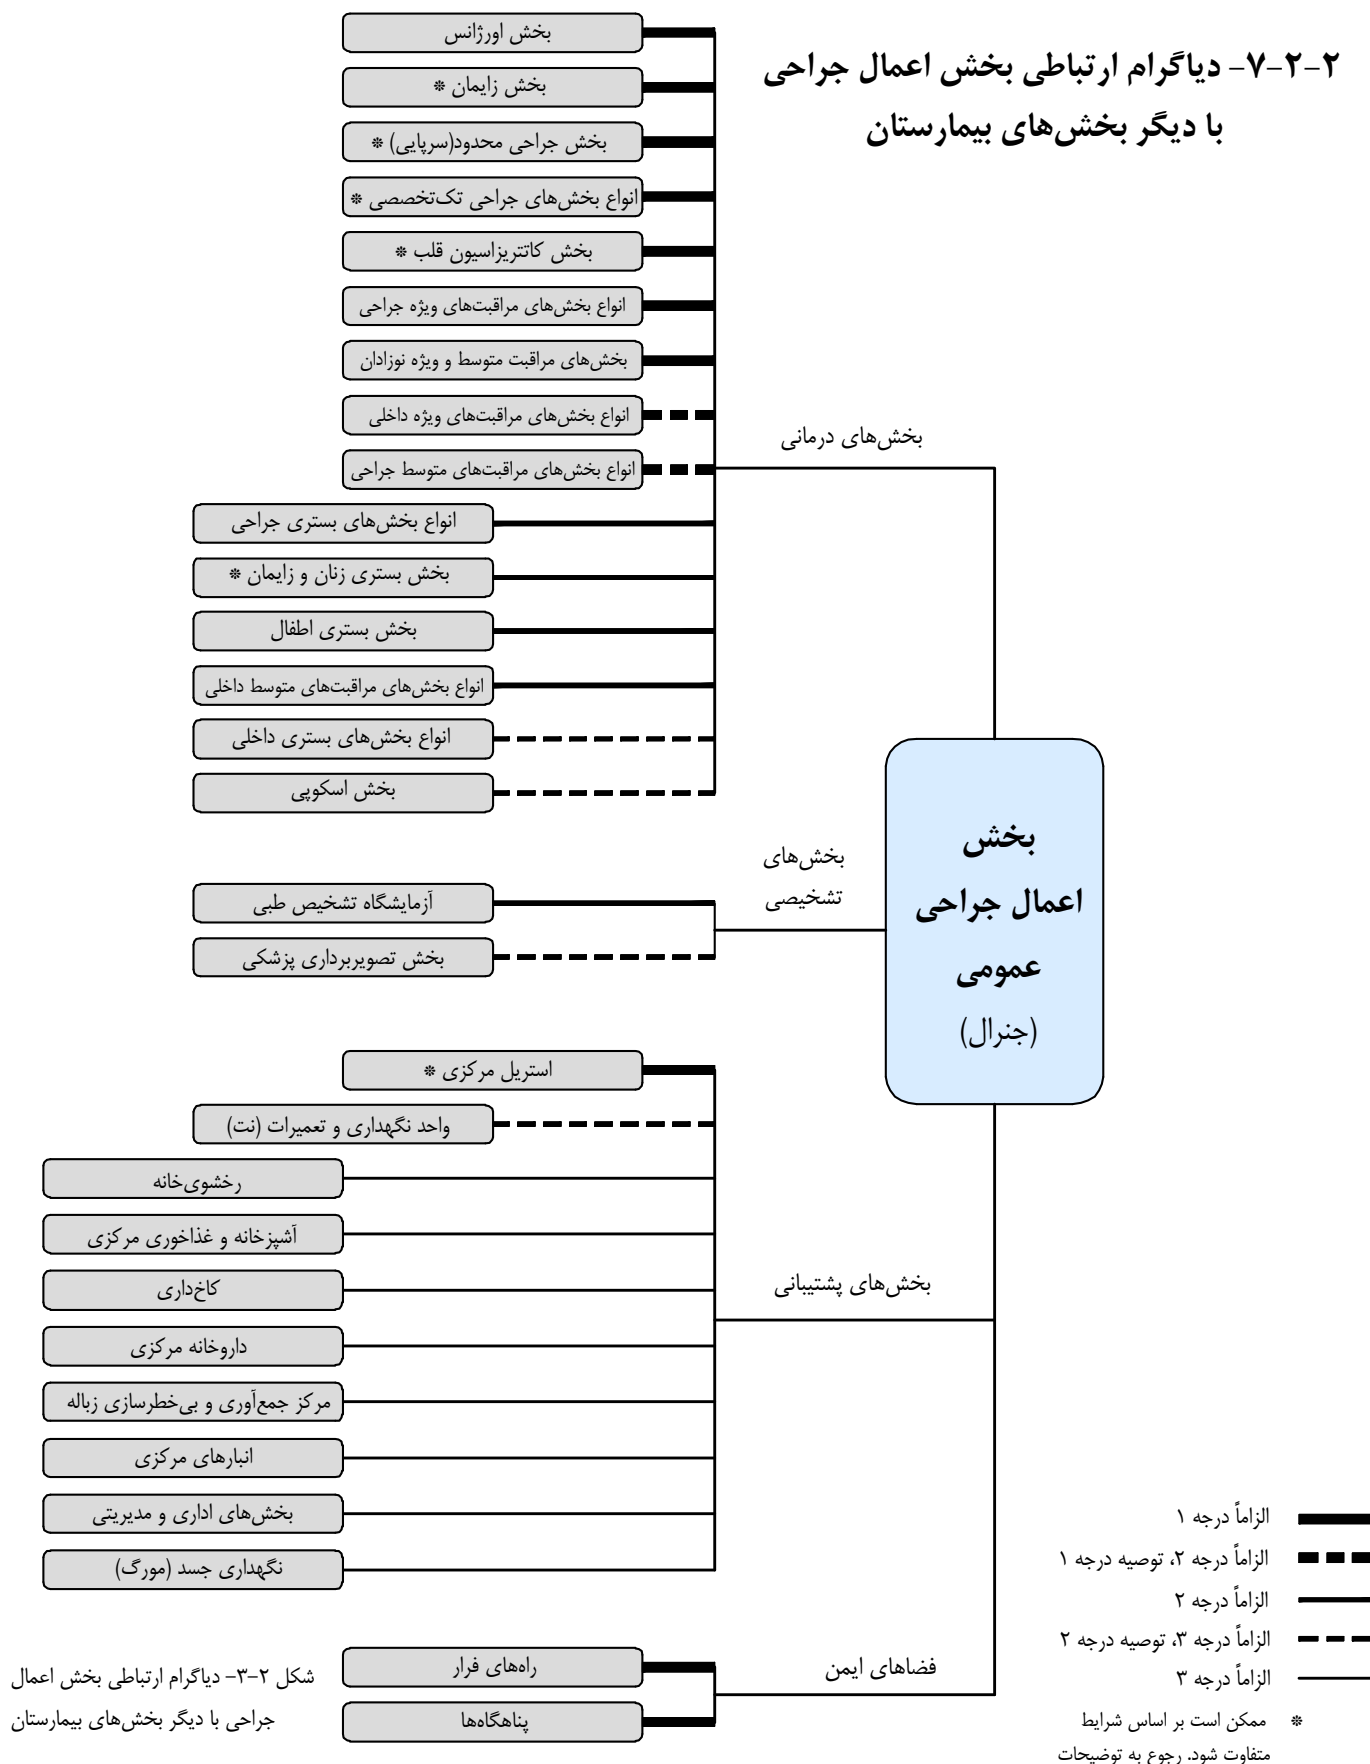 ۲-۲-۷- دیاگرام ارتباطی بخش اعمال جراحی
با دیگر بخش‌های بیمارستان
بخش اورژانس
بخش زایمان *
بخش جراحی محدود(سرپایی) *
انواع بخش‌های جراحی تک‌تخصصی *
بخش کاتتریزاسیون قلب *
انواع بخش‌های مراقبت‌های ویژه جراحی
بخش‌های مراقبت متوسط و ویژه نوزادان
انواع بخش‌های مراقبت‌های ویژه داخلی
انواع بخش‌های مراقبت‌های متوسط جراحی
انواع بخش‌های بستری جراحی
بخش بستری زنان و زایمان *
بخش بستری اطفال
انواع بخش‌های مراقبت‌های متوسط داخلی
انواع بخش‌های بستری داخلی
بخش اسکوپی
بخش‌های درمانی
بخش
اعمال جراحی
عمومی
(جنرال)
بخش‌های
تشخیصی
آزمایشگاه تشخیص طبی
بخش تصویربرداری پزشکی
استریل مرکزی *
واحد نگهداری و تعمیرات (نت)
رخشوی‌خانه
آشپزخانه و غذاخوری مرکزی
کاخ‌داری
داروخانه مرکزی
مرکز جمع‌آوری و بی‌خطرسازی زباله
انبارهای مرکزی
بخش‌های اداری و مدیریتی
نگهداری جسد (مورگ)
بخش‌های پشتیبانی
فضاهای ایمن
راه‌های فرار
پناهگاه‌ها
الزاماً درجه ۱
الزاماً درجه ۲، توصیه درجه ۱
الزاماً درجه ۲
الزاماً درجه ۳، توصیه درجه ۲
الزاماً درجه ۳
* ممکن است بر اساس شرایط
متفاوت شود. رجوع به توضیحات
شکل ۲-۳- دیاگرام ارتباطی بخش اعمال
جراحی با دیگر بخش‌های بیمارستان